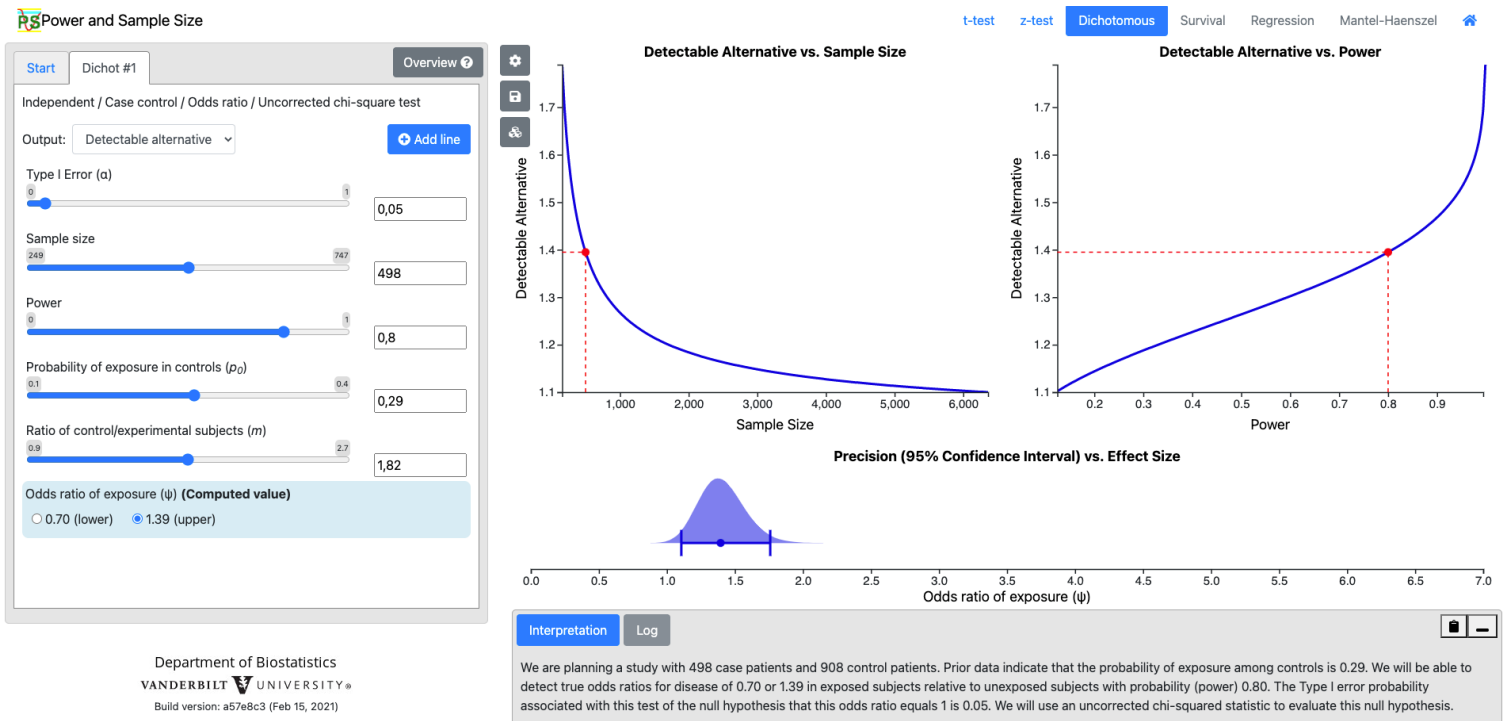 PS Power and Sample Size
t-test z-test Dichotomous Survival Regression Mantel-Haenszel
Start Dichot #1 Overview
Independent / Case control / Odds ratio / Uncorrected chi-square test
Output: Detectable alternative Add line
Type I Error (α)
0 1
0,05
Sample size
249 747
498
Power
0 1
0,8
Probability of exposure in controls (p0)
0.1 0.4
0,29
Ratio of control/experimental subjects (m)
0.9 2.7
1,82
Odds ratio of exposure (ψ) (Computed value)
0.70 (lower) 1.39 (upper)
Department of Biostatistics
VANDERBILT V UNIVERSITY®
Build version: a57e8c3 (Feb 15, 2021)
Detectable Alternative vs. Sample Size
Detectable Alternative
1.7
1.6
1.5
1.4
1.3
1.2
1.1
1,000 2,000 3,000 4,000 5,000 6,000
Sample Size
Detectable Alternative vs. Power
Detectable Alternative
1.7
1.6
1.5
1.4
1.3
1.2
1.1
0.2 0.3 0.4 0.5 0.6 0.7 0.8 0.9
Power
Precision (95% Confidence Interval) vs. Effect Size
0.0 0.5 1.0 1.5 2.0 2.5 3.0 3.5 4.0 4.5 5.0 5.5 6.0 6.5 7.0
Odds ratio of exposure (ψ)
Interpretation Log
We are planning a study with 498 case patients and 908 control patients. Prior data indicate that the probability of exposure among controls is 0.29. We will be able to
detect true odds ratios for disease of 0.70 or 1.39 in exposed subjects relative to unexposed subjects with probability (power) 0.80. The Type I error probability
associated with this test of the null hypothesis that this odds ratio equals 1 is 0.05. We will use an uncorrected chi-squared statistic to evaluate this null hypothesis.